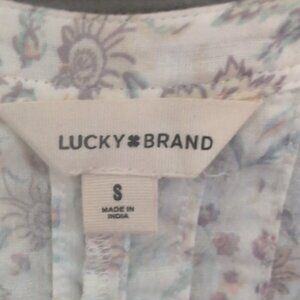 LUCKY BRAND
S
MADE IN
INDIA